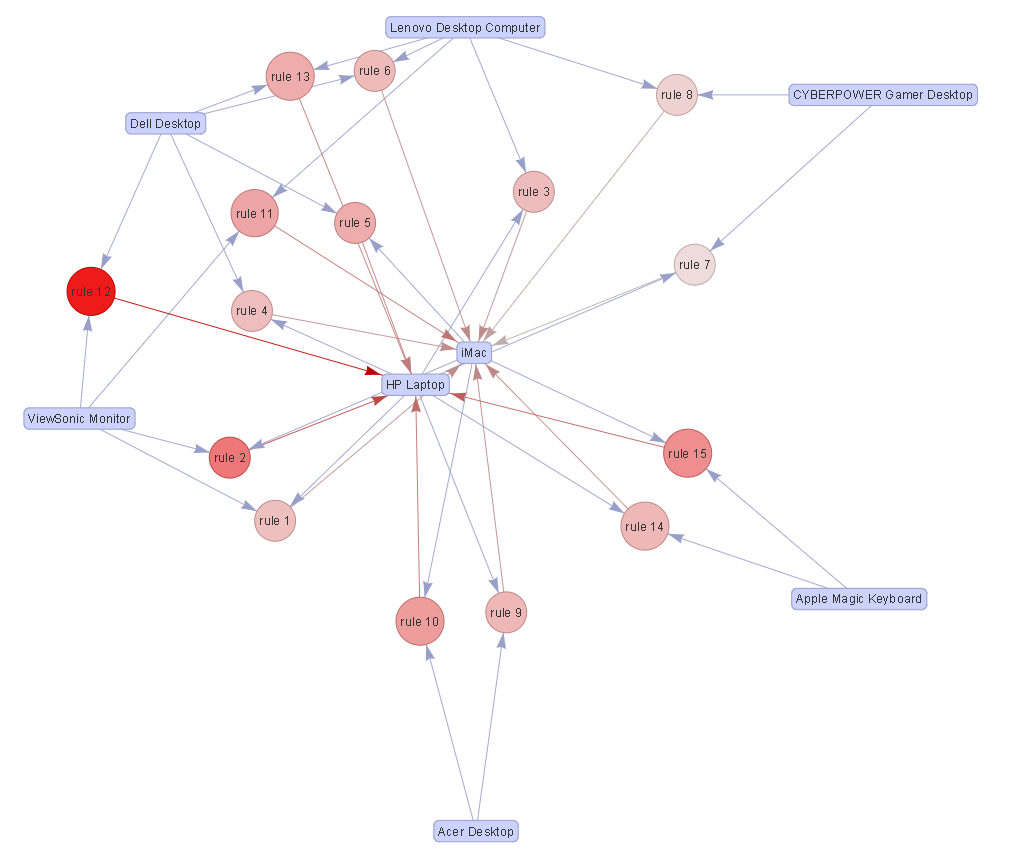 Lenovo Desktop Computer
rule 6
rule 13
rule 8
CYBERPOWER Gamer Desktop
Dell Desktop
rule 3
rule 11
rule 5
rule 7
rule 12
rule 4
iMac
HP Laptop
ViewSonic Monitor
rule 2
rule 15
rule 1
rule 14
Apple Magic Keyboard
rule 9
rule 10
Acer Desktop